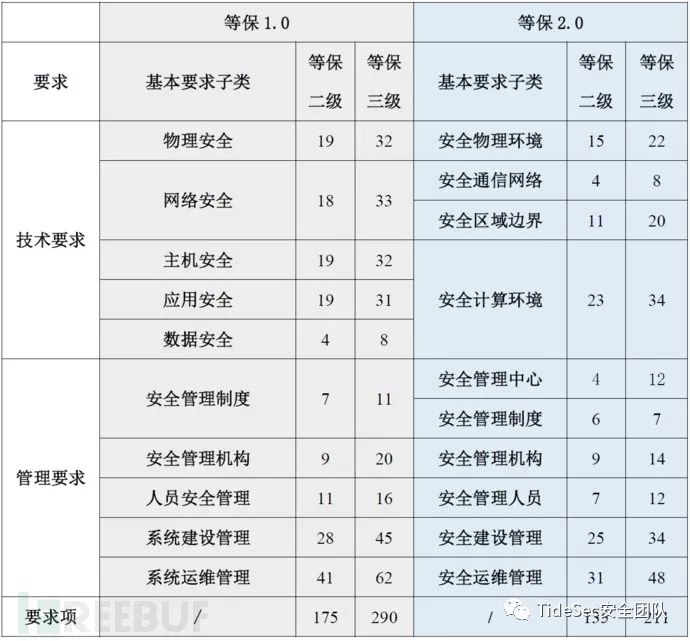 等保1.0 等保2.0
要求 基本要求子类 等保二级 等保三级 基本要求子类 等保二级 等保三级
技术要求 物理安全 19 32 安全物理环境 15 22
网络安全 18 33 安全通信网络 4 8
安全区域边界 11 20
主机安全 19 32 安全计算环境 23 34
应用安全 19 31
数据安全 4 8
管理要求 安全管理制度 7 11 安全管理中心 4 12
安全管理制度 6 7
安全管理机构 9 20 安全管理机构 9 14
人员安全管理 11 16 安全管理人员 7 12
系统建设管理 28 45 安全建设管理 25 34
系统运维管理 41 62 安全运维管理 31 48
要求项 / 175 290 /
REEBUF
TideSec安全团队